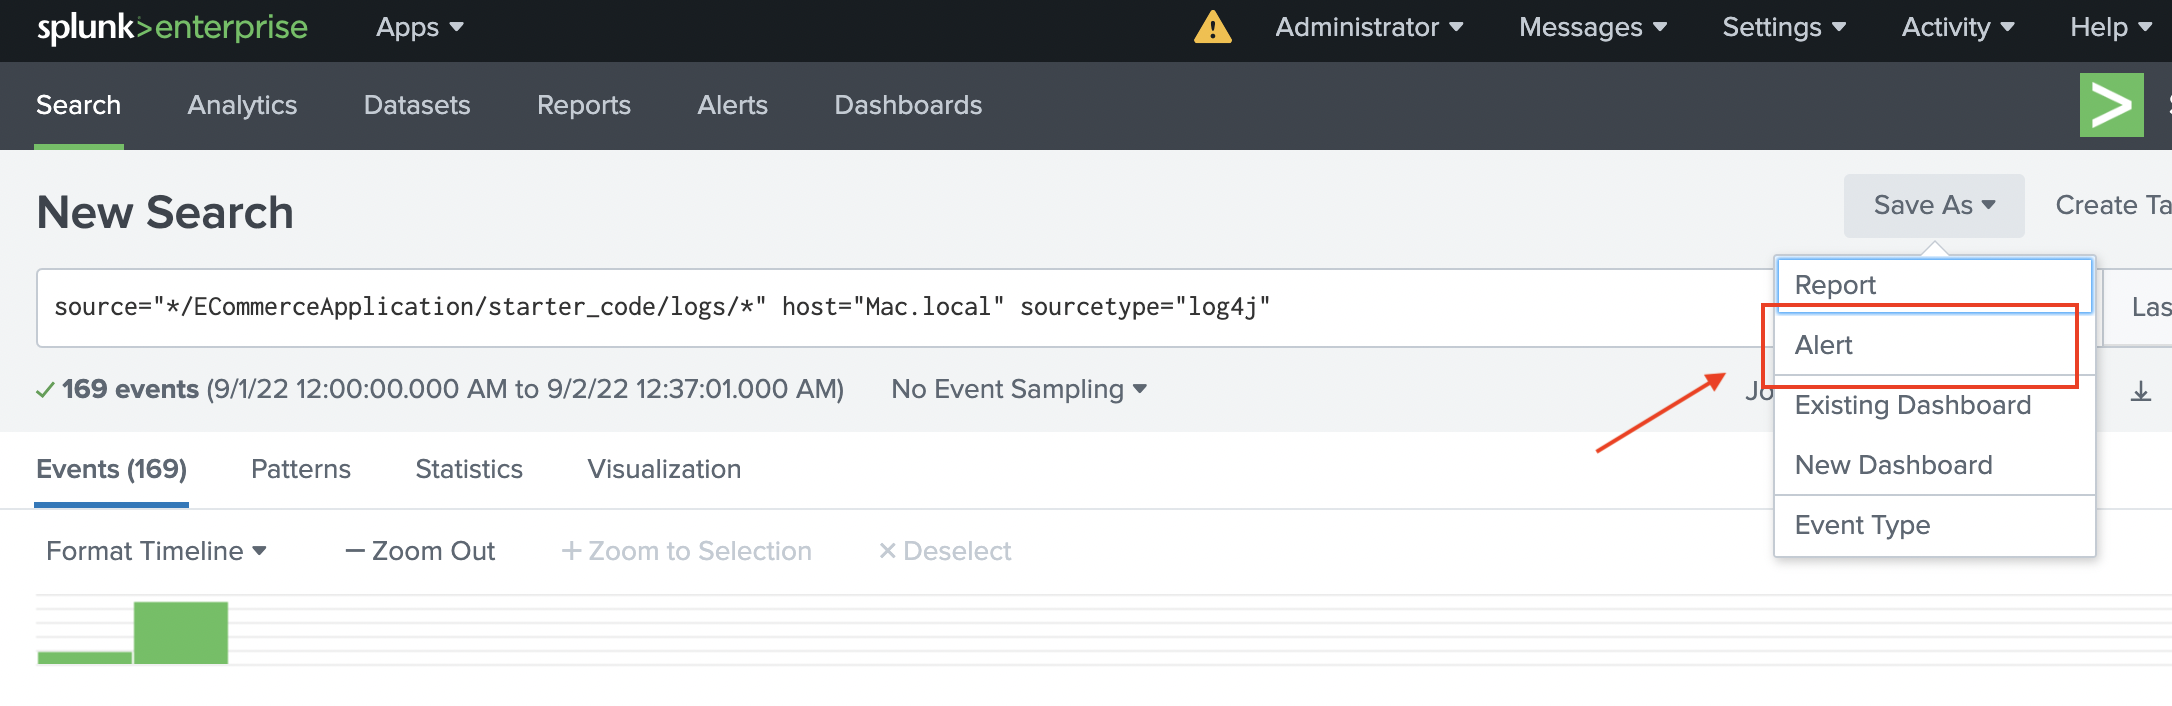 splunk>enterprise Apps Administrator Messages Settings Activity Help
Search Analytics Datasets Reports Alerts Dashboards
New Search
Save As Create Ta
source="*/ECommerceApplication/starter_code/logs/*" host="Mac.local" sourcetype="log4j"
Las
Report
Alert
Existing Dashboard
New Dashboard
Event Type
169 events (9/1/22 12:00:00.000 AM to 9/2/22 12:37:01.000 AM) No Event Sampling Jo
Events (169) Patterns Statistics Visualization
Format Timeline — Zoom Out + Zoom to Selection × Deselect